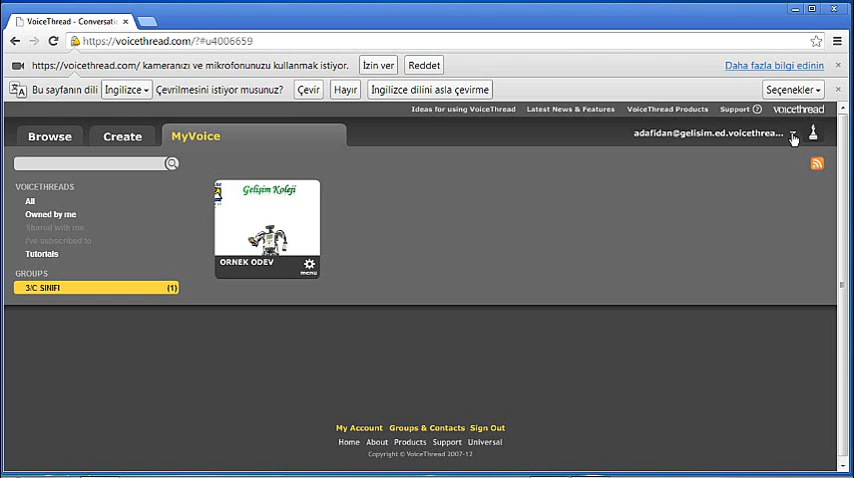 VoiceThread - Conversati
https://voicethread.com/?#u4006659
https://voicethread.com/ kameranızı ve mikrofonunuzu kullanmak istiyor. İzin ver Reddet Daha fazla bilgi edinin
Bu sayfanın dili İngilizce Çevrilmesini istiyor musunuz? Çevir Hayır İngilizce dilini asla çevirme Seçenekler
Ideas for using VoiceThread Latest News & Features VoiceThread Products Support ? voicethread
Browse Create MyVoice adafidan@gelisim.ed.voicethrea...
VOICETHREADS
All
Owned by me
Shared with me
I've subscribed to
Tutorials
GROUPS
3/C SINIFI (1)
Gelişim Koleji
ORNEK ODEV
menu
My Account Groups & Contacts Sign Out
Home About Products Support Universal
Copyright © VoiceThread 2007-12